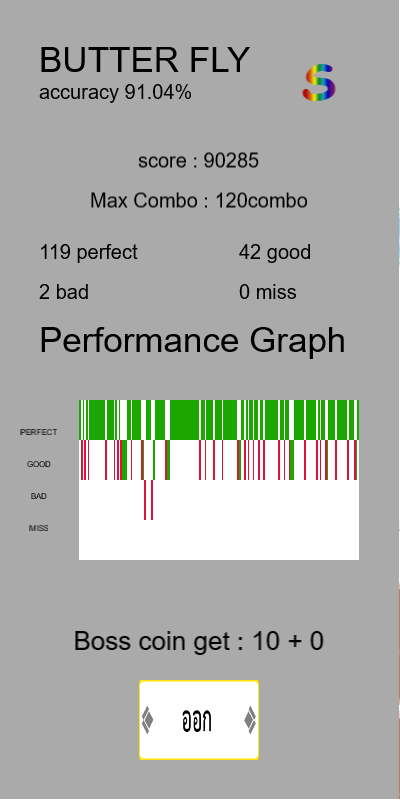 BUTTER FLY
accuracy 91.04%
S
score : 90285
Max Combo : 120combo
119 perfect 42 good
2 bad 0 miss
Performance Graph
PERFECT
GOOD
BAD
MISS
Boss coin get : 10 + 0
ออก